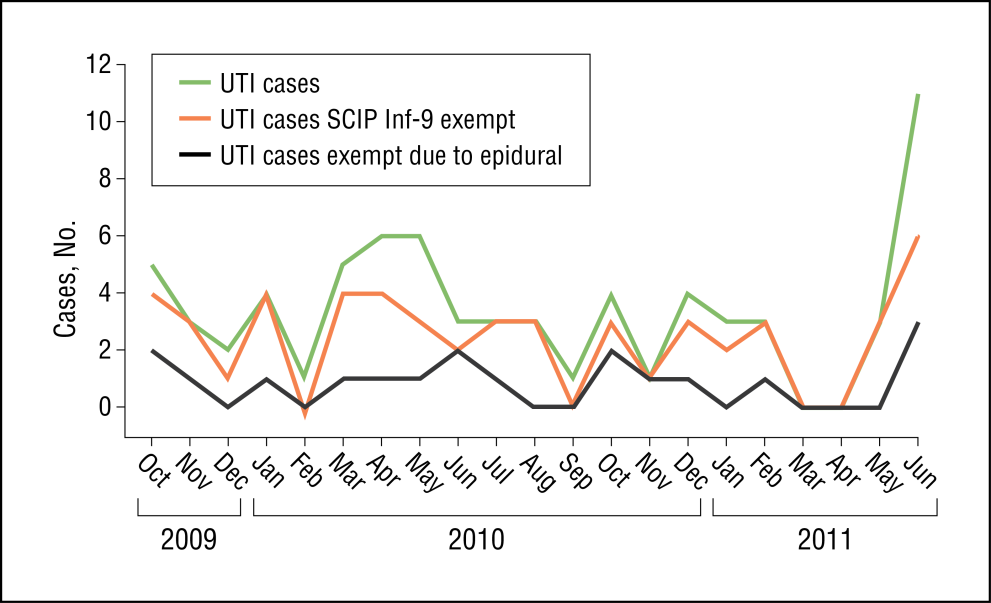 12
10
8
6
4
2
0
Cases, No.
UTI cases
UTI cases SCIP Inf-9 exempt
UTI cases exempt due to epidural
Oct Nov Dec Jan Feb Mar Apr May Jun Jul Aug Sep Oct Nov Dec Jan Feb Mar Apr May Jun
2009 2010 2011